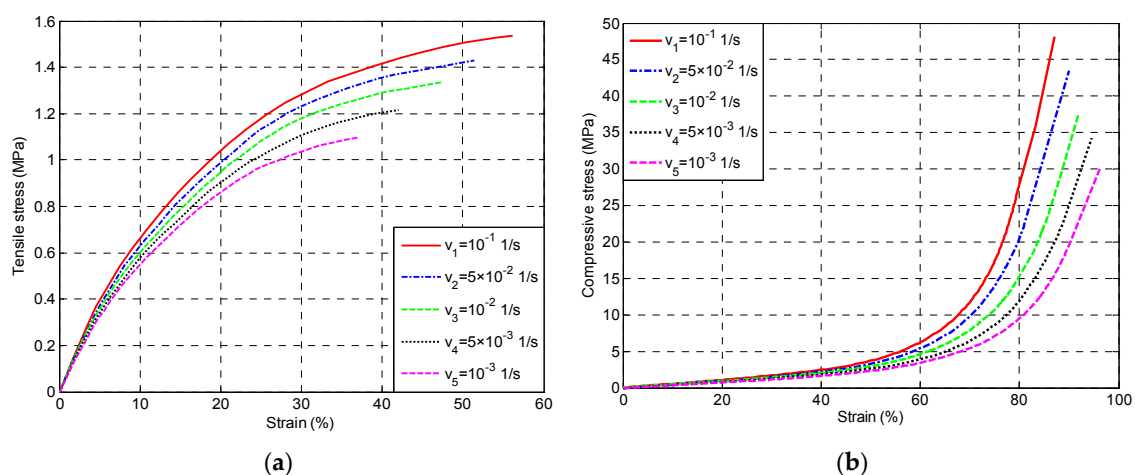 1.6
1.4
1.2
1
0.8
0.6
0.4
0.2
0
Tensile stress (MPa)
v₁=10⁻¹ 1/s
v₂=5×10⁻² 1/s
v₃=10⁻² 1/s
v₄=5×10⁻³ 1/s
v₅=10⁻³ 1/s
0 10 20 30 40 50 60
Strain (%)
(a)
50
45
40
35
30
25
20
15
10
5
0
Compressive stress (MPa)
v₁=10⁻¹ 1/s
v₂=5×10⁻² 1/s
v₃=10⁻² 1/s
v₄=5×10⁻³ 1/s
v₅=10⁻³ 1/s
0 20 40 60 80 100
Strain (%)
(b)